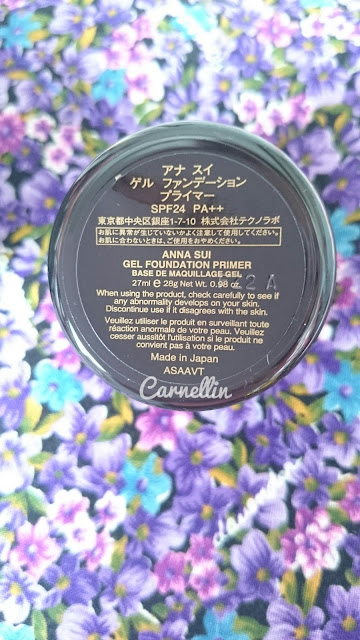 アナ スイ
ゲル ファンデーション
プライマー
SPF24 PA++
東京都中央区銀座1-7-10 株式会社テクノラボ
お肌に異常が生じていないかよく注意して使用してください。
お肌に合わないときは、ご使用をおやめください。
ANNA SUI
GEL FOUNDATION PRIMER
BASE DE MAQUILLAGE GEL
27ml ℮ 28g Net Wt. 0.98 oz.
2 A
When using the product, check carefully to see if
any abnormality develops on your skin.
Discontinue use if it disagrees with the skin.
Veuillez utiliser le produit en surveillant toute
réaction anormale de votre peau. Veuillez
cesser aussitôt l'utilisation si le produit ne
convient pas à votre peau.
Made in Japan
ASAAVT
Carnellin